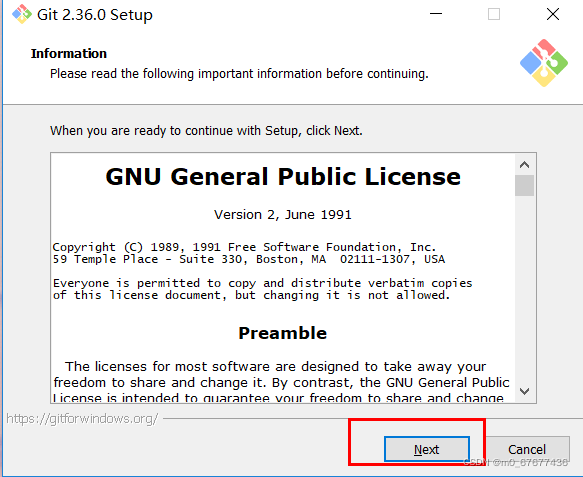 Git 2.36.0 Setup
Information
Please read the following important information before continuing.
When you are ready to continue with Setup, click Next.
GNU General Public License
Version 2, June 1991
Copyright (C) 1989, 1991 Free Software Foundation, Inc.
59 Temple Place - Suite 330, Boston, MA  02111-1307, USA
Everyone is permitted to copy and distribute verbatim copies
of this license document, but changing it is not allowed.
Preamble
The licenses for most software are designed to take away your
freedom to share and change it. By contrast, the GNU General Public
License is intended to guarantee your freedom to share and change
https://gitforwindows.org/
Next
Cancel
CSDN @m0_67677436